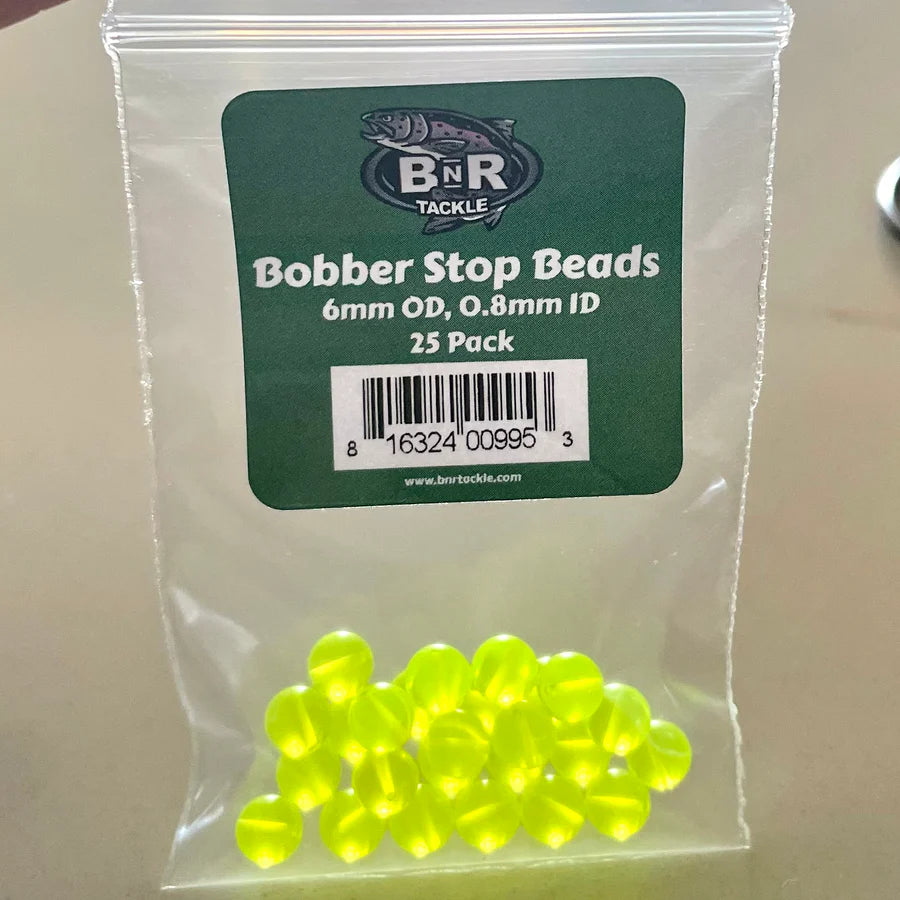 BNR
TACKLE
Bobber Stop Beads
6mm OD, 0.8mm ID
25 Pack
8 16324 00995 3
www.bnrtackle.com